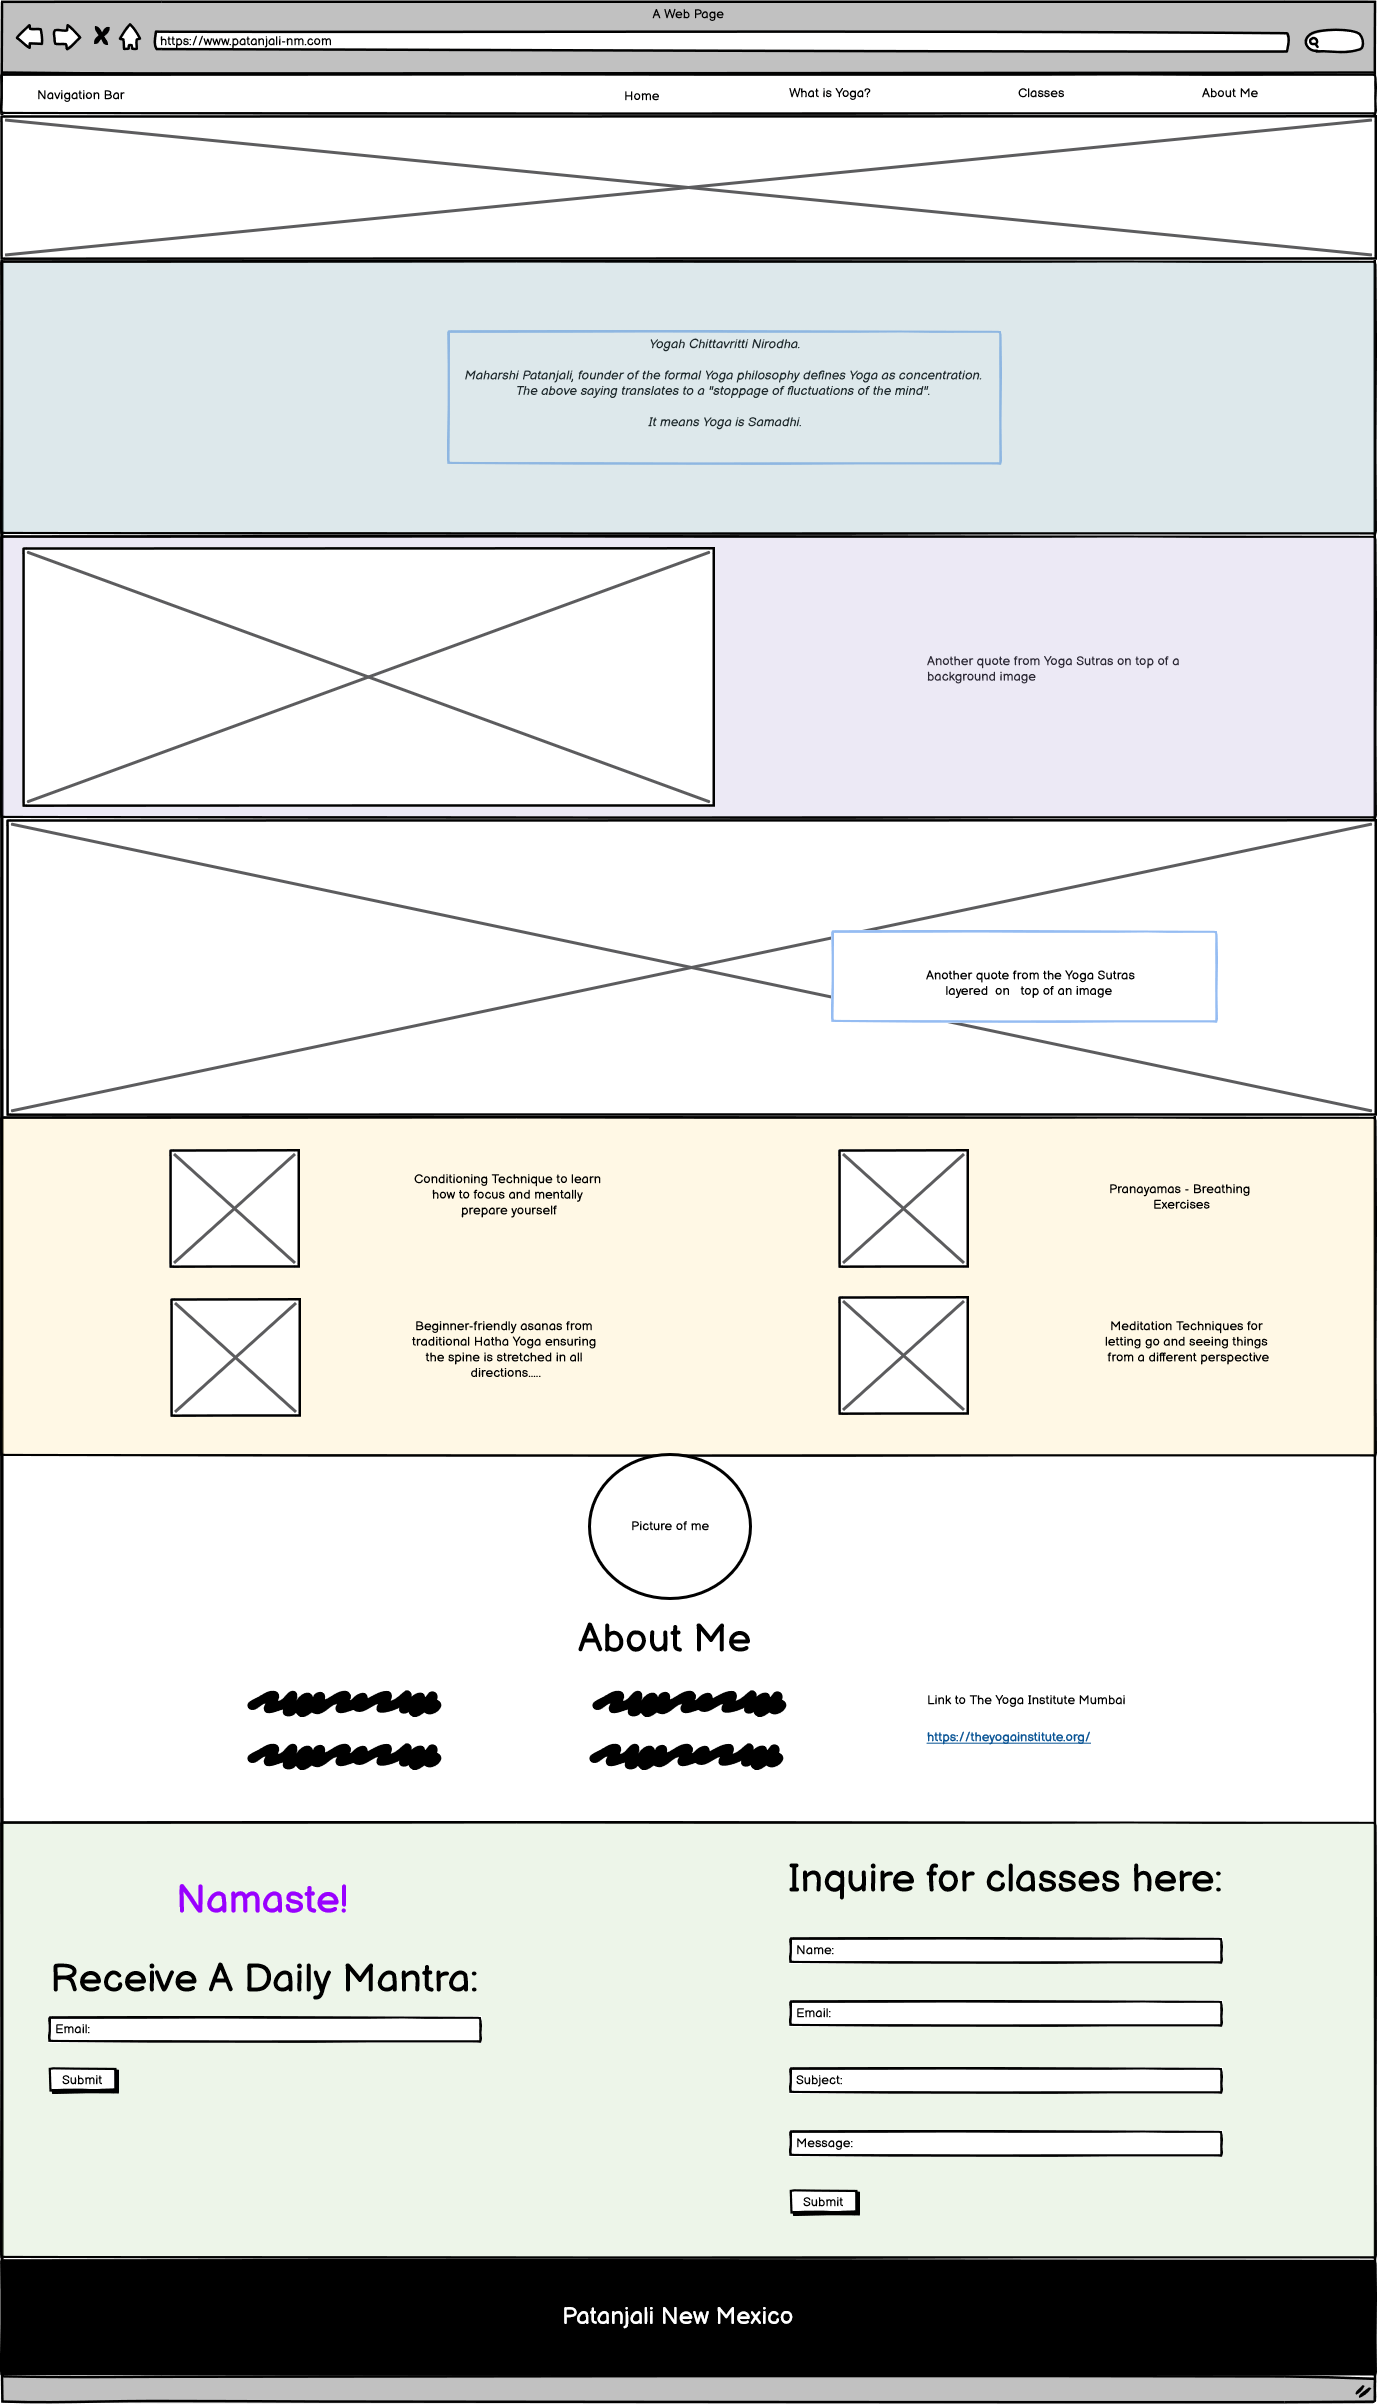 A Web Page
https://www.patanjali-nm.com
Navigation Bar
Home
What is Yoga?
Classes
About Me
Yogah Chittavritti Nirodha.
Maharshi Patanjali, founder of the formal Yoga philosophy defines Yoga as concentration.
The above saying translates to a "stoppage of fluctuations of the mind".
It means Yoga is Samadhi.
Another quote from Yoga Sutras on top of a
background image
Another quote from the Yoga Sutras
layered on top of an image
Conditioning Technique to learn
how to focus and mentally
prepare yourself
Pranayamas - Breathing
Exercises
Beginner-friendly asanas from
traditional Hatha Yoga ensuring
the spine is stretched in all
directions.....
Meditation Techniques for
letting go and seeing things
from a different perspective
Picture of me
About Me
Link to The Yoga Institute Mumbai
https://theyogainstitute.org/
Namaste!
Receive A Daily Mantra:
Email:
Submit
Inquire for classes here:
Name:
Email:
Subject:
Message:
Submit
Patanjali New Mexico